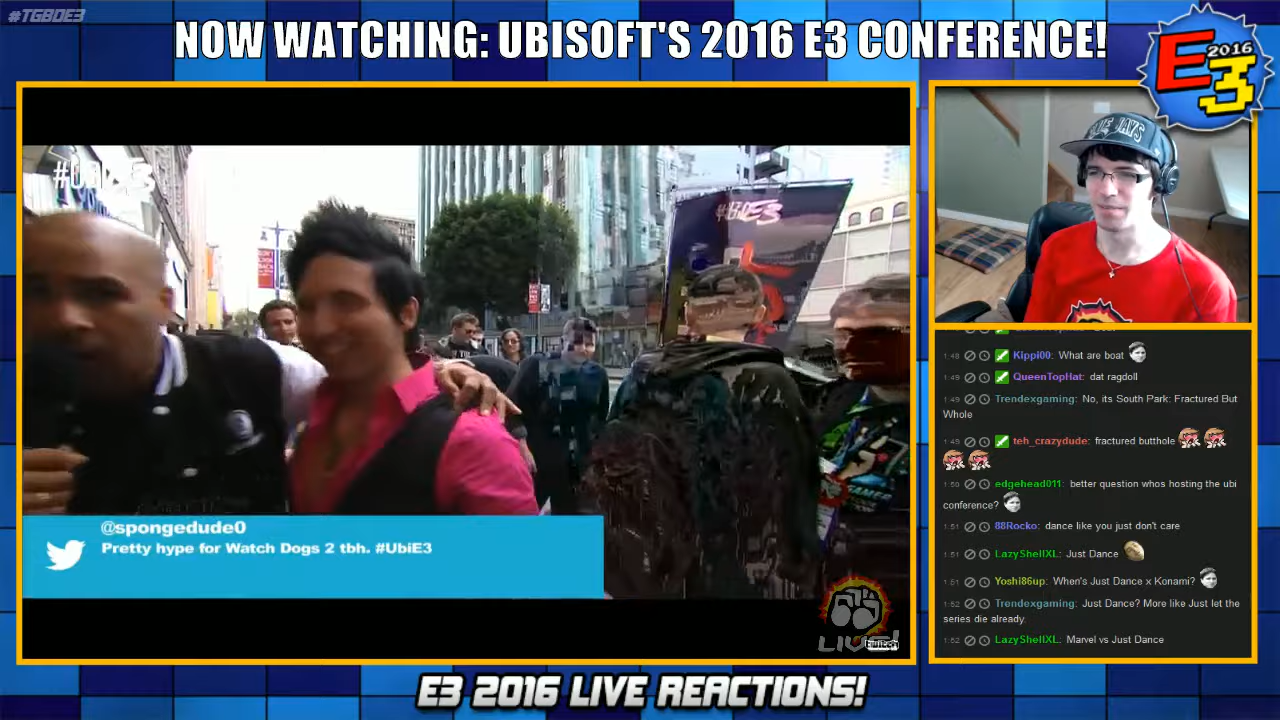 #TGBDE3
NOW WATCHING: UBISOFT'S 2016 E3 CONFERENCE!
E3
2016
#UBIE3
#UBIE3
@spongedude0
Pretty hype for Watch Dogs 2 tbh. #UbiE3
LIVE!
twitch
1:48 Kippi00: What are boat
1:49 QueenTopHat: dat ragdoll
1:49 Trendexgaming: No, its South Park: Fractured But
Whole
1:49 teh_crazydude: fractured butthole
1:50 edgehead011: better question whos hosting the ubi
conference?
1:51 88Rocko: dance like you just don't care
1:51 LazyShellXL: Just Dance
1:51 Yoshi86up: When's Just Dance x Konami?
1:52 Trendexgaming: Just Dance? More like Just let the
series die already.
1:52 LazyShellXL: Marvel vs Just Dance
E3 2016 LIVE REACTIONS!